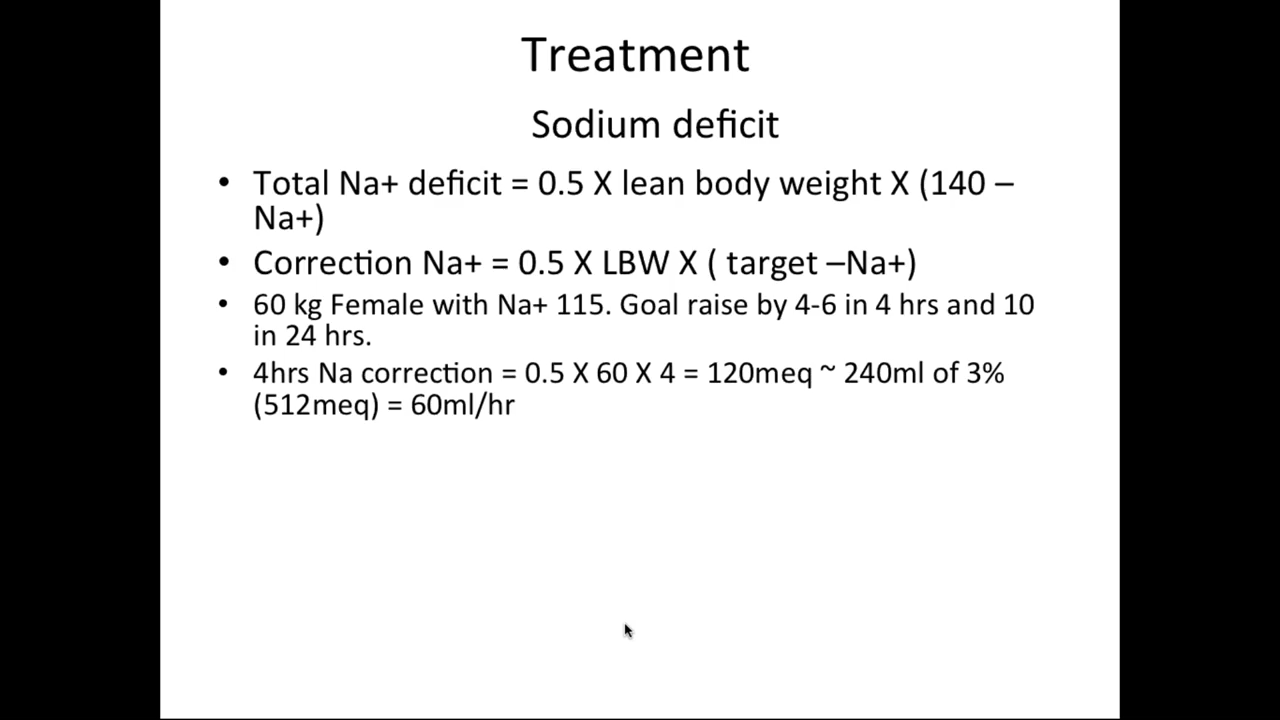 Treatment
Sodium deficit
• Total Na+ deficit = 0.5 X lean body weight X (140 –
Na+)
• Correction Na+ = 0.5 X LBW X ( target –Na+)
• 60 kg Female with Na+ 115. Goal raise by 4-6 in 4 hrs and 10
in 24 hrs.
• 4hrs Na correction = 0.5 X 60 X 4 = 120meq ~ 240ml of 3%
(512meq) = 60ml/hr